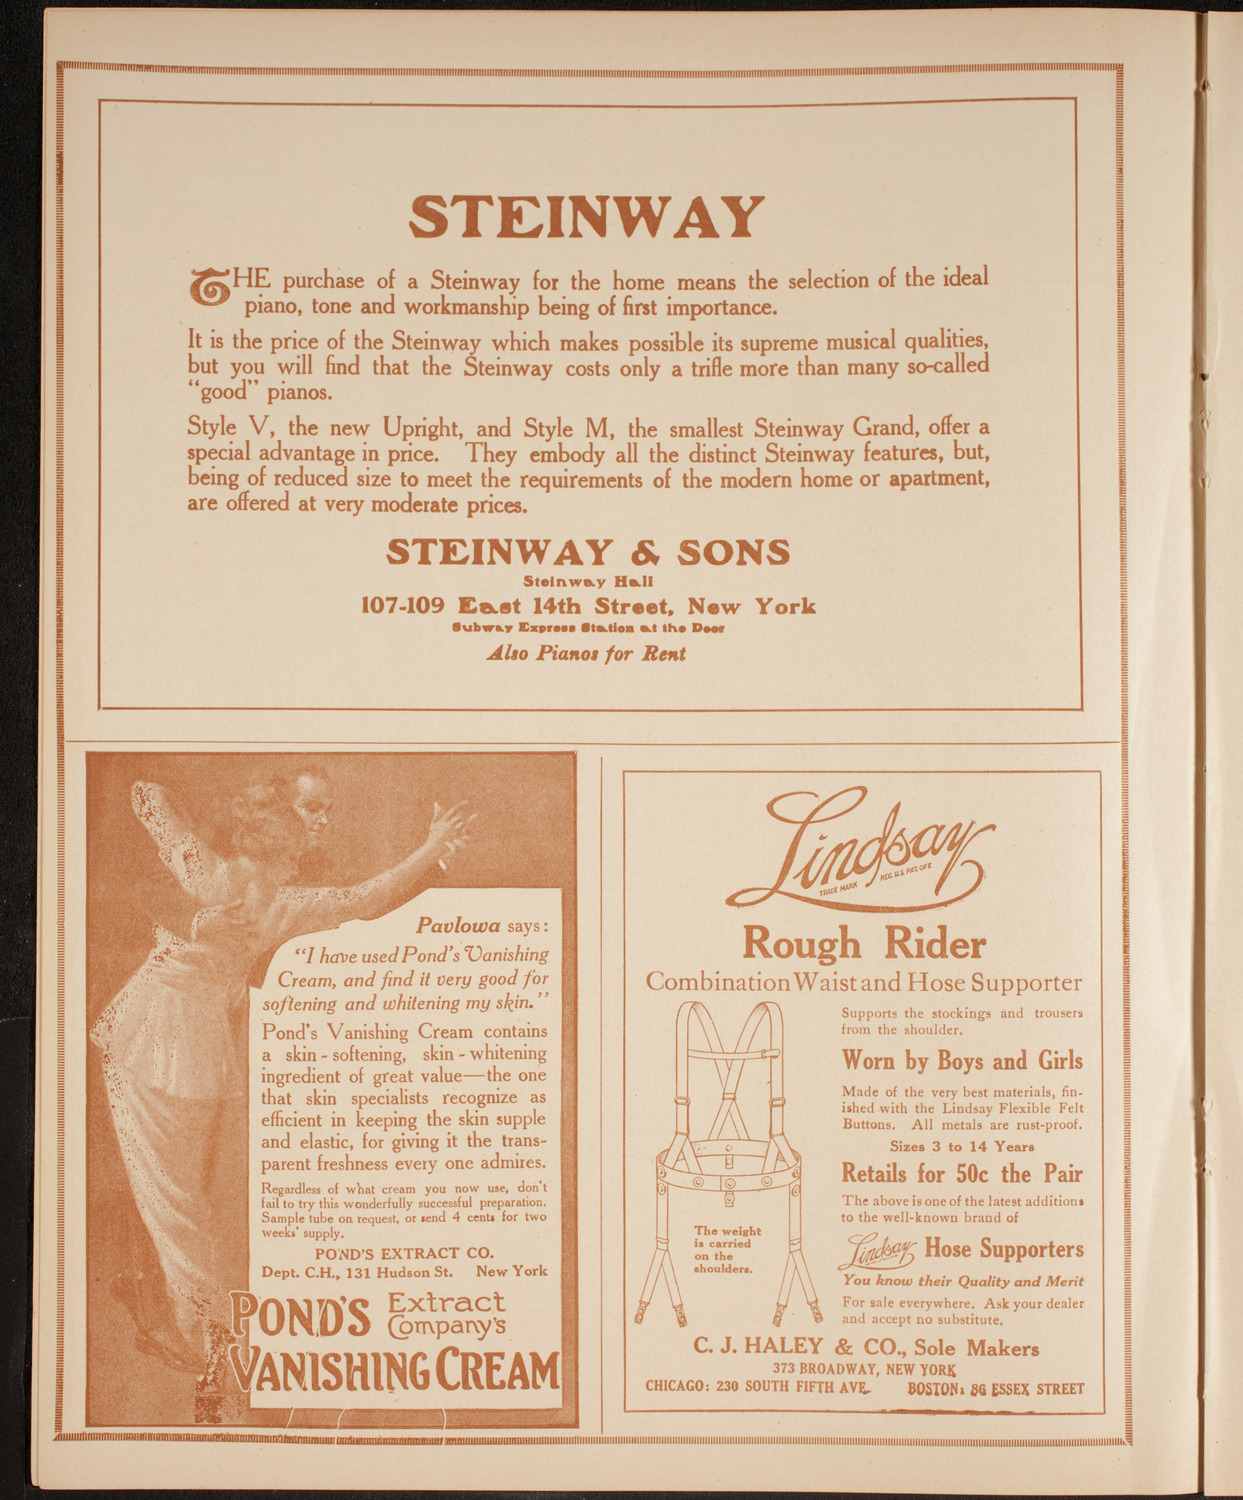 STEINWAY
THE purchase of a Steinway for the home means the selection of the ideal
piano, tone and workmanship being of first importance.
It is the price of the Steinway which makes possible its supreme musical qualities,
but you will find that the Steinway costs only a trifle more than many so-called
“good” pianos.
Style V, the new Upright, and Style M, the smallest Steinway Grand, offer a
special advantage in price. They embody all the distinct Steinway features, but,
being of reduced size to meet the requirements of the modern home or apartment,
are offered at very moderate prices.
STEINWAY & SONS
Steinway Hall
107-109 East 14th Street, New York
Subway Express Station at the Door
Also Pianos for Rent
Pavlowa says:
“I have used Pond's Vanishing
Cream, and find it very good for
softening and whitening my skin.”
Pond's Vanishing Cream contains
a skin-softening, skin-whitening
ingredient of great value—the one
that skin specialists recognize as
efficient in keeping the skin supple
and elastic, for giving it the trans-
parent freshness every one admires.
Regardless of what cream you now use, don't
fail to try this wonderfully successful preparation.
Sample tube on request, or send 4 cents for two
weeks' supply.
POND'S EXTRACT CO.
Dept. C.H., 131 Hudson St. New York
POND'S Extract
Company's
VANISHING CREAM
Lindsay
TRADE MARK REG. U.S. PAT. OFF.
Rough Rider
Combination Waist and Hose Supporter
Supports the stockings and trousers
from the shoulder.
Worn by Boys and Girls
Made of the very best materials, fin-
ished with the Lindsay Flexible Felt
Buttons. All metals are rust-proof.
Sizes 3 to 14 Years
Retails for 50c the Pair
The above is one of the latest additions
to the well-known brand of
Lindsay Hose Supporters
You know their Quality and Merit
For sale everywhere. Ask your dealer
and accept no substitute.
The weight
is carried
on the
shoulders.
C. J. HALEY & CO., Sole Makers
373 BROADWAY, NEW YORK
CHICAGO: 230 SOUTH FIFTH AVE. BOSTON: 86 ESSEX STREET